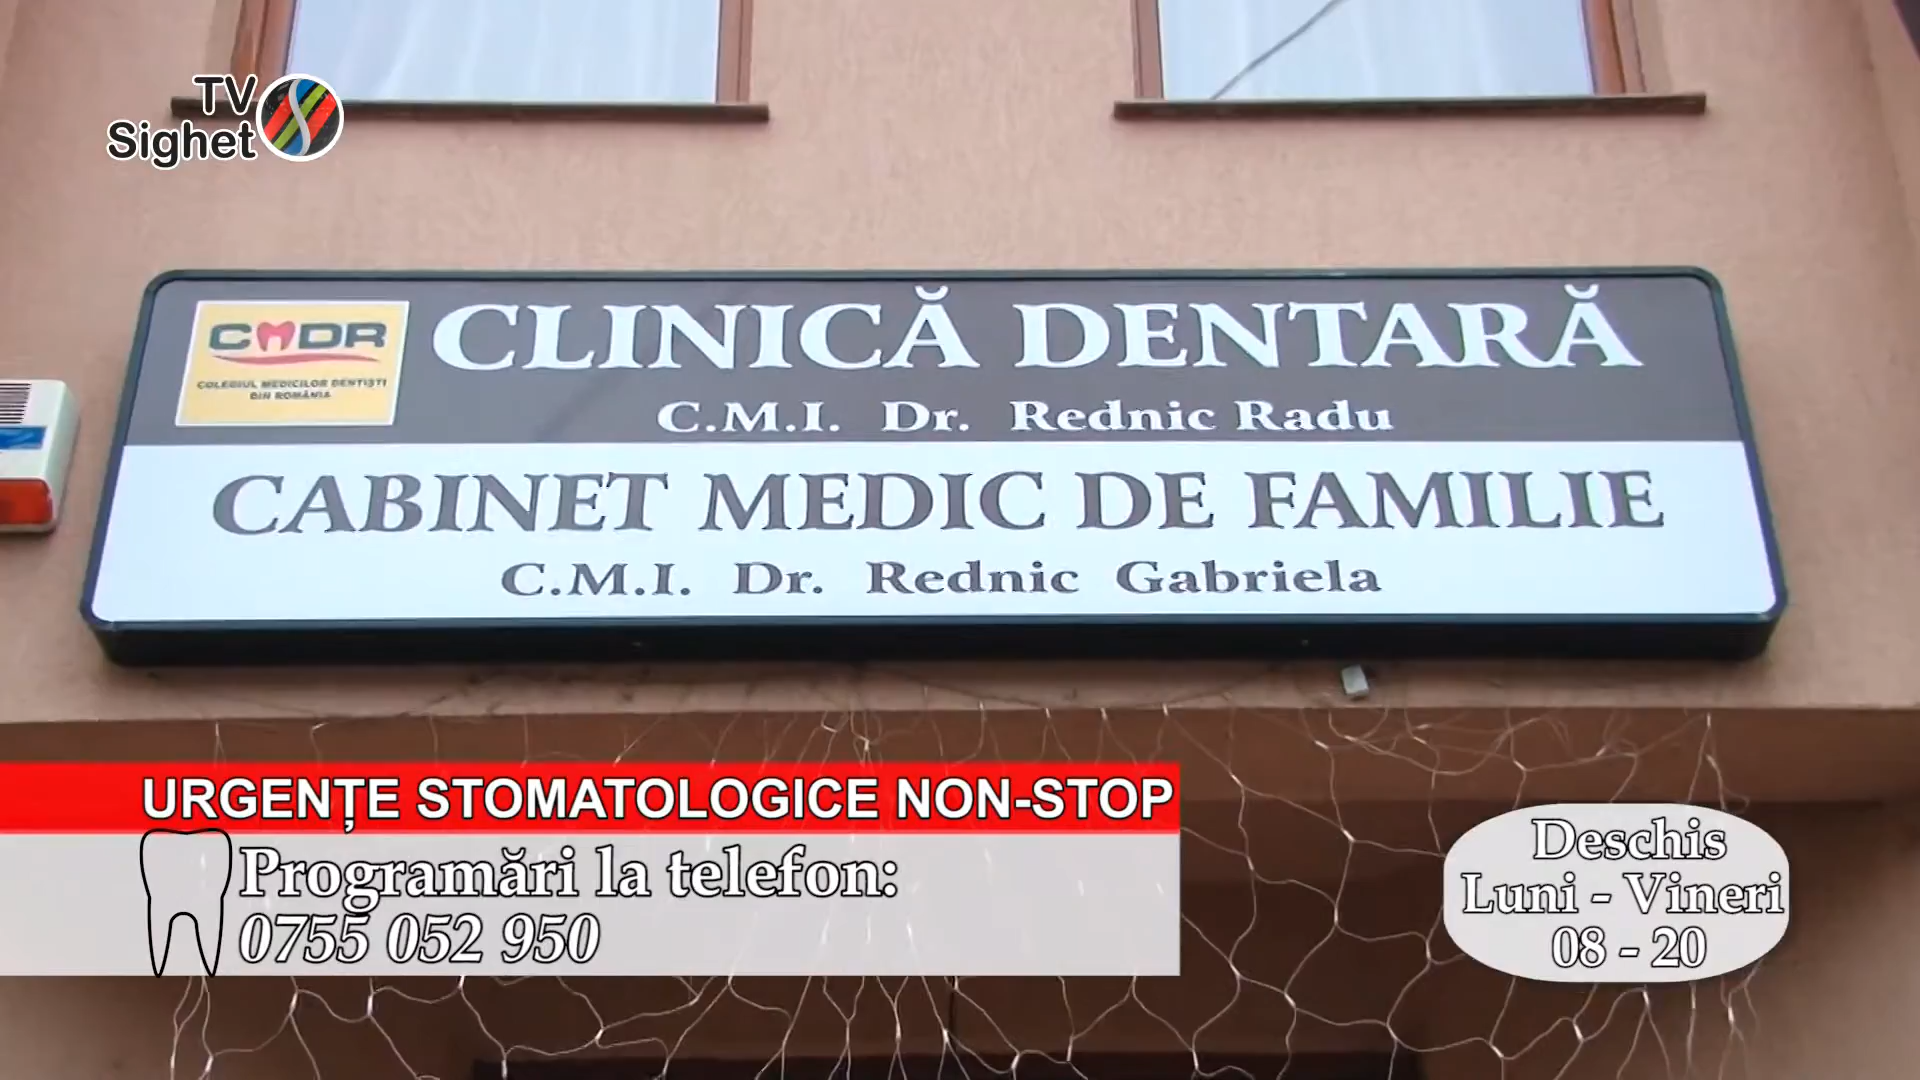 TV
Sighet
CMDR
COLEGIUL MEDICILOR DENTIȘTI
DIN ROMÂNIA
CLINICĂ DENTARĂ
C.M.I. Dr. Rednic Radu
CABINET MEDIC DE FAMILIE
C.M.I. Dr. Rednic Gabriela
URGENȚE STOMATOLOGICE NON-STOP
Programări la telefon:
0755 052 950
Deschis
Luni - Vineri
08 - 20